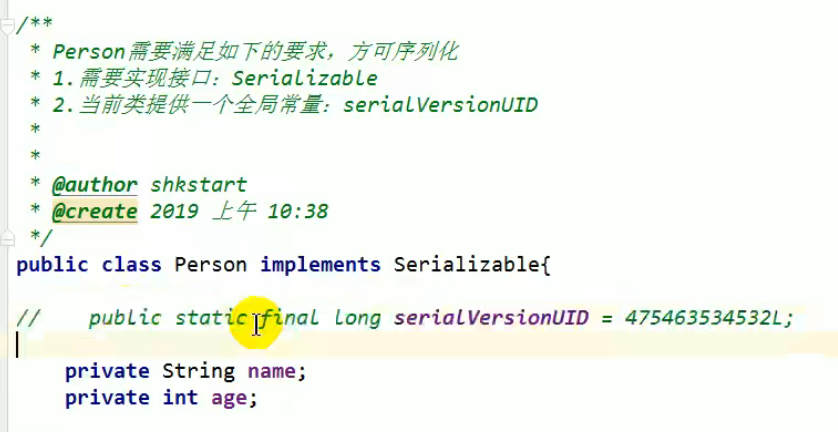 /**
* Person需要满足如下的要求，方可序列化
* 1.需要实现接口：Serializable
* 2.当前类提供一个全局常量：serialVersionUID
*
*
* @author shkstart
* @create 2019 上午 10:38
*/
public class Person implements Serializable{
//    public static final long serialVersionUID = 475463534532L;
private String name;
private int age;